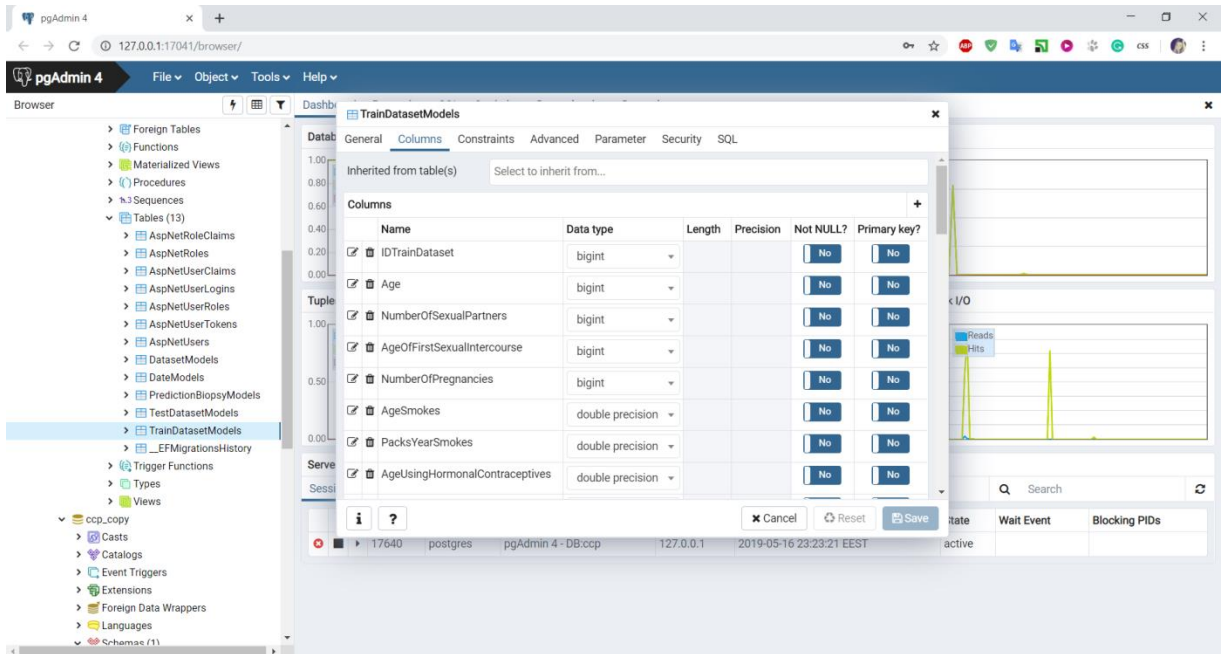 pgAdmin 4
127.0.0.1:17041/browser/
ABP
CSS
pgAdmin 4 File Object Tools Help
Browser
Foreign Tables
Functions
Materialized Views
Procedures
1..3 Sequences
Tables (13)
AspNetRoleClaims
AspNetRoles
AspNetUserClaims
AspNetUserLogins
AspNetUserRoles
AspNetUserTokens
AspNetUsers
DatasetModels
DateModels
PredictionBiopsyModels
TestDatasetModels
TrainDatasetModels
__EFMigrationsHistory
Trigger Functions
Types
Views
ccp_copy
Casts
Catalogs
Event Triggers
Extensions
Foreign Data Wrappers
Languages
Schemas (1)
Dashb
Datab
1.00
0.80
0.60
0.40
0.20
0.00
Tuple
1.00
0.50
0.00
Serve
Sessi
TrainDatasetModels
General Columns Constraints Advanced Parameter Security SQL
Inherited from table(s) Select to inherit from...
Columns +
Name Data type Length Precision Not NULL? Primary key?
IDTrainDataset bigint No No
Age bigint No No
NumberOfSexualPartners bigint No No
AgeOfFirstSexualIntercourse bigint No No
NumberOfPregnancies bigint No No
AgeSmokes double precision No No
PacksYearSmokes double precision No No
AgeUsingHormonalContraceptives double precision No No
i ? Cancel Reset Save
k I/O
Reads
Hits
Search
State Wait Event Blocking PIDs
17640 postgres pgAdmin 4 - DB:ccp 127.0.0.1 2019-05-16 23:23:21 EEST active